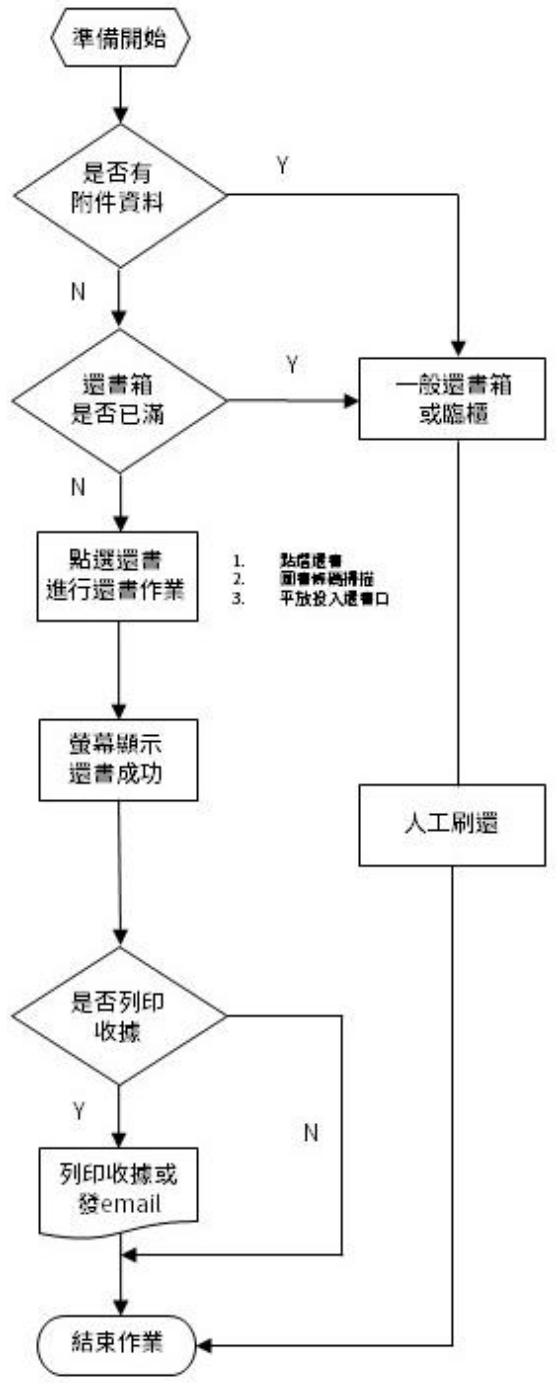 準備開始
是否有
附件資料
Y
N
還書箱
是否已滿
Y
一般還書箱
或臨櫃
N
點選還書
進行還書作業
1. 點選還書
2. 圖書條碼掃描
3. 平放投入還書口
螢幕顯示
還書成功
人工刷還
是否列印
收據
Y
N
列印收據或
發email
結束作業